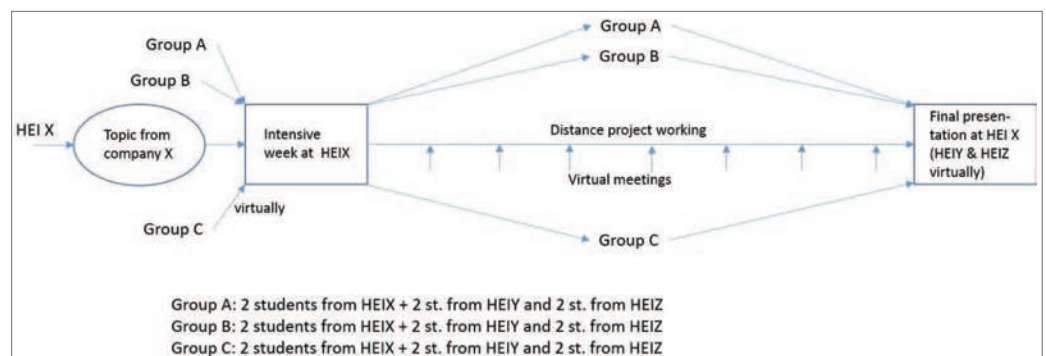 Group A
Group B
HEI X
Topic from
company X
Intensive
week at HEIX
virtually
Group C
Group A
Group B
Distance project working
Virtual meetings
Group C
Final presen-
tation at HEI X
(HEIY & HEIZ
virtually)
Group A: 2 students from HEIX + 2 st. from HEIY and 2 st. from HEIZ
Group B: 2 students from HEIX + 2 st. from HEIY and 2 st. from HEIZ
Group C: 2 students from HEIX + 2 st. from HEIY and 2 st. from HEIZ